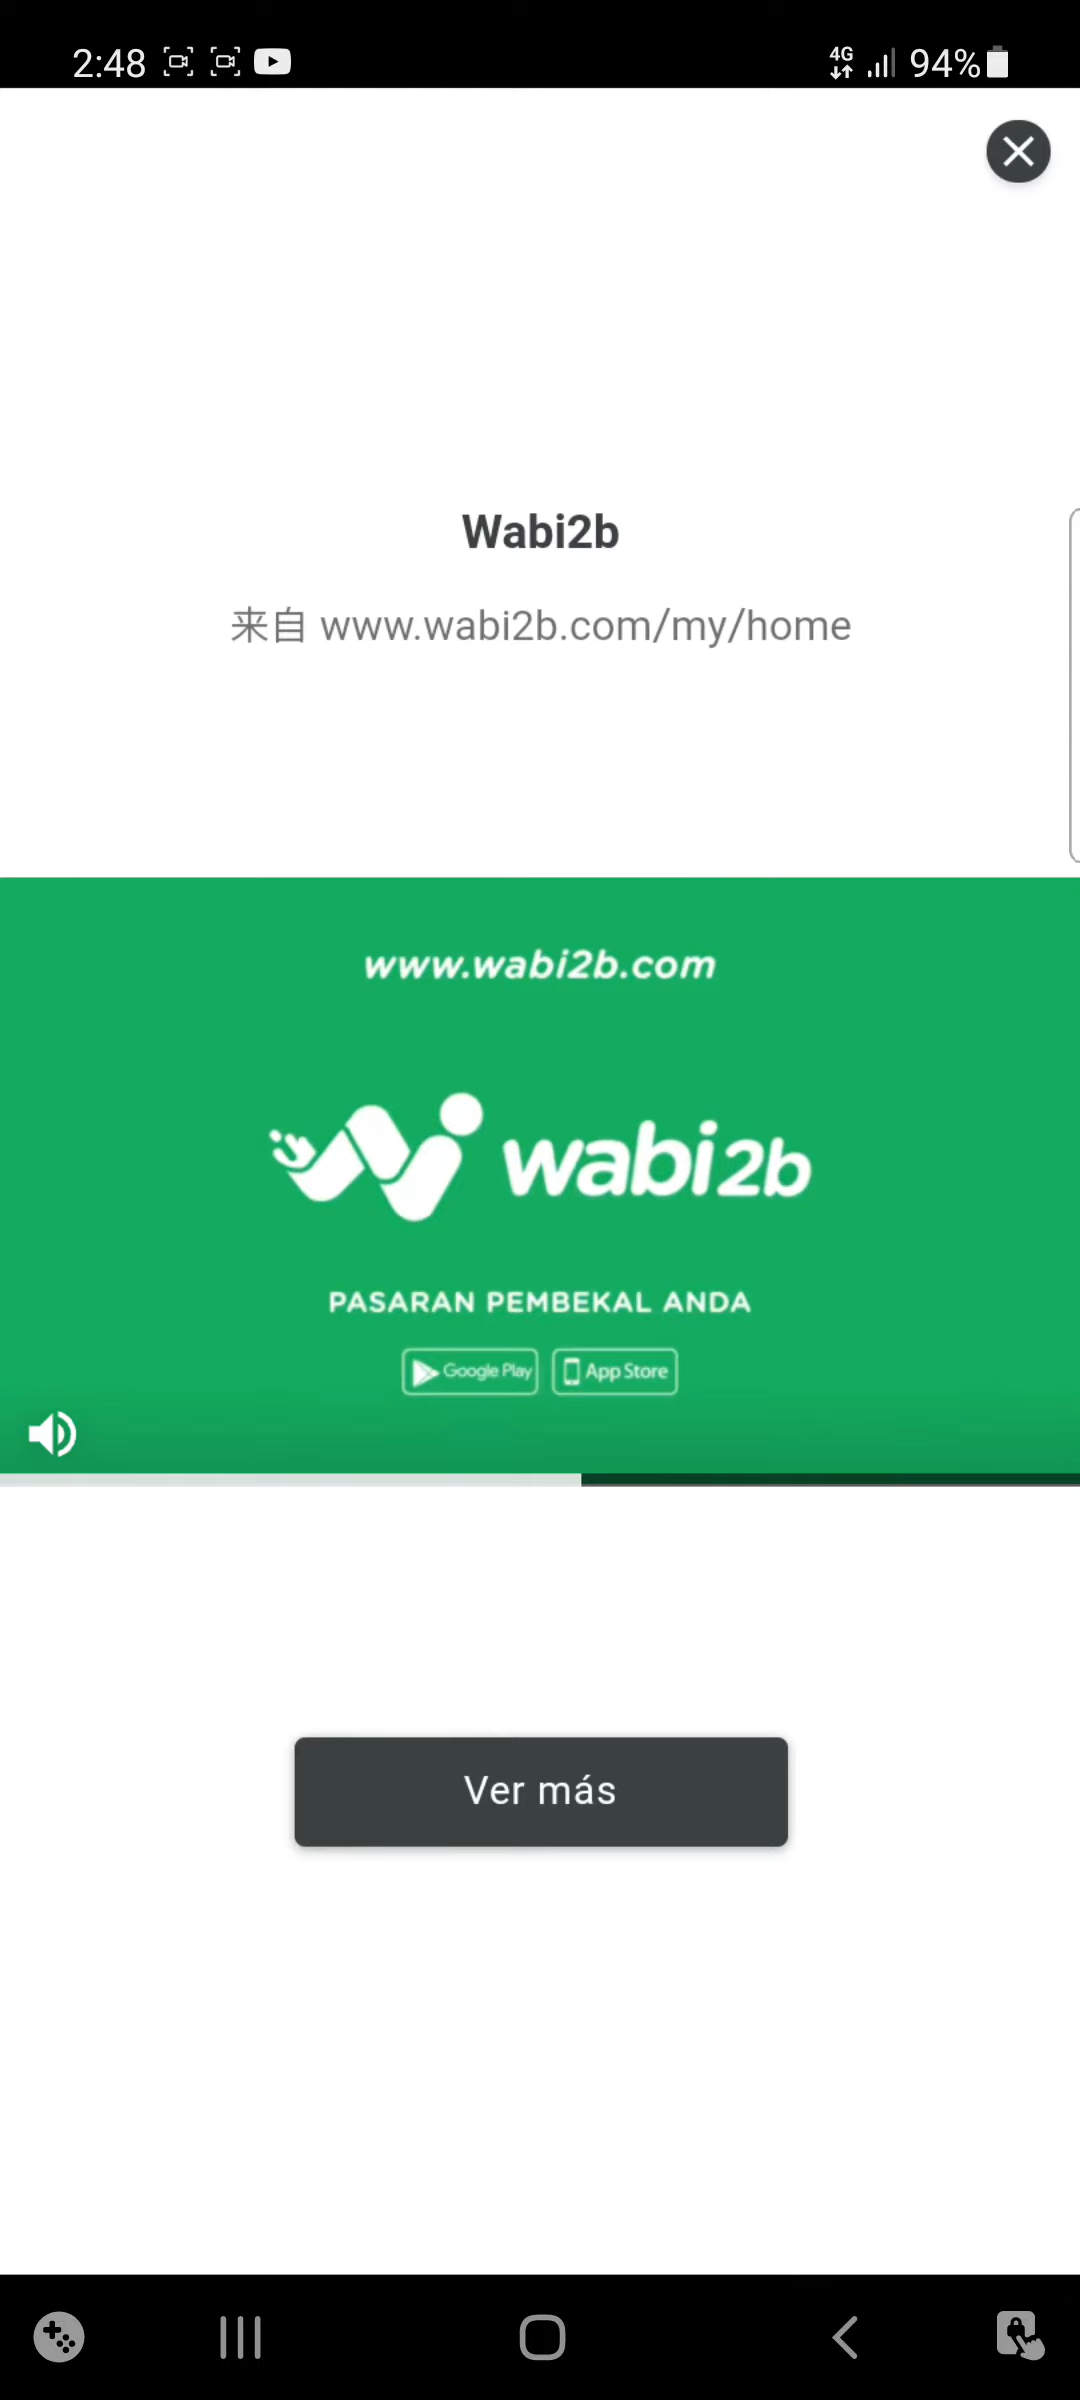 2:48
4G
94%
Wabi2b
来自 www.wabi2b.com/my/home
www.wabi2b.com
wabi2b
PASARAN PEMBEKAL ANDA
Google Play
App Store
Ver más